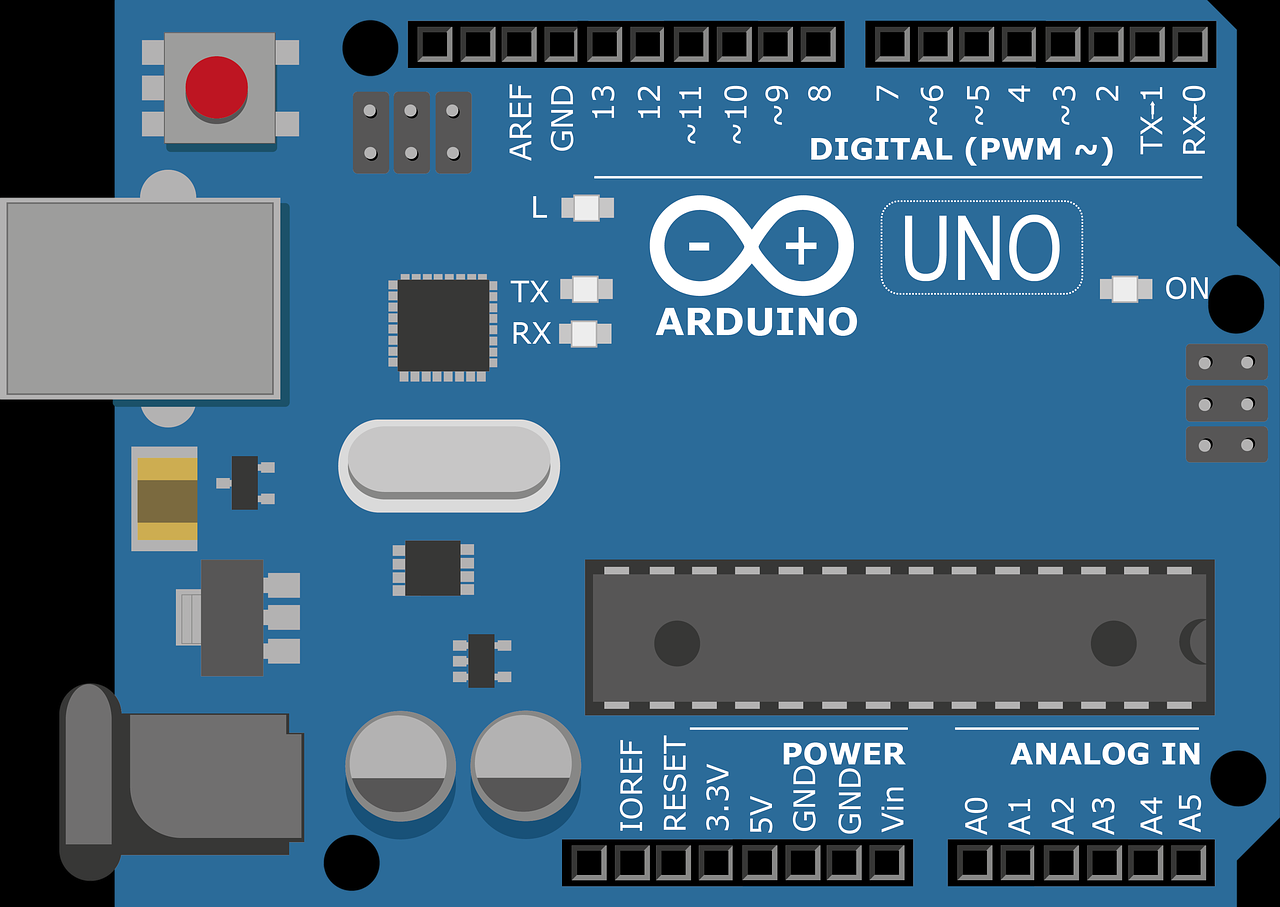 AREF GND 13 12 ~11 ~10 ~9 8 7 ~6 ~5 4 ~3 2 TX→1 RX←0
DIGITAL (PWM ~)
L
UNO
- +
ON
TX
ARDUINO
RX
POWER
ANALOG IN
IOREF RESET 3.3V 5V GND GND Vin A0 A1 A2 A3 A4 A5